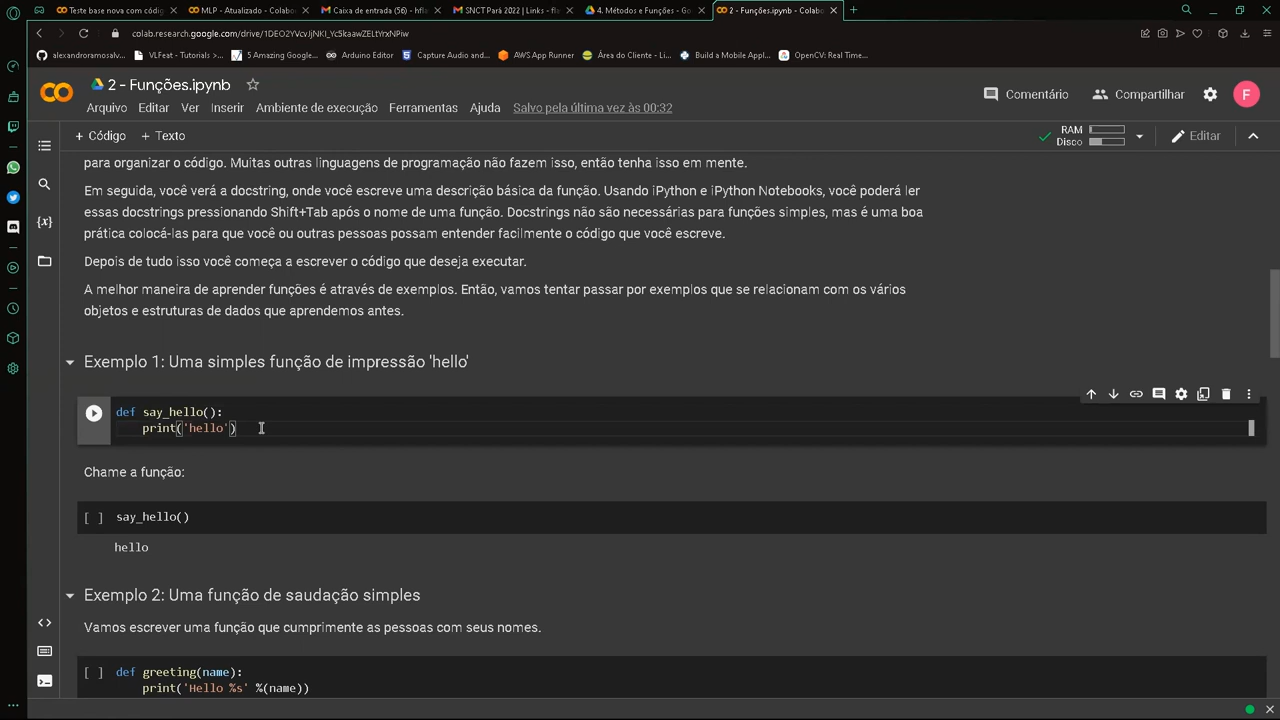 Teste base nova com códig
MLP - Atualizado - Colabo
Caixa de entrada (56) - hfl
SNCT Pará 2022 | Links - fl
4. Métodos e Funções - Go
2 - Funções.ipynb - Colabo
colab.research.google.com/drive/1DEO2YVcvJjNKI_Yc5kaawZELtYrxNPiw
alexandroramosalvad...
VLFeat - Tutorials >...
5 Amazing Google...
Arduino Editor
Capture Audio and...
AWS App Runner
Área do Cliente - LI...
Build a Mobile Appl...
OpenCV: Real Time...
2 - Funções.ipynb
Arquivo Editar Ver Inserir Ambiente de execução Ferramentas Ajuda Salvo pela última vez às 00:32
Comentário
Compartilhar
F
+ Código + Texto
RAM
Disco
Editar
para organizar o código. Muitas outras linguagens de programação não fazem isso, então tenha isso em mente.
Em seguida, você verá a docstring, onde você escreve uma descrição básica da função. Usando iPython e iPython Notebooks, você poderá ler
essas docstrings pressionando Shift+Tab após o nome de uma função. Docstrings não são necessárias para funções simples, mas é uma boa
prática colocá-las para que você ou outras pessoas possam entender facilmente o código que você escreve.
Depois de tudo isso você começa a escrever o código que deseja executar.
A melhor maneira de aprender funções é através de exemplos. Então, vamos tentar passar por exemplos que se relacionam com os vários
objetos e estruturas de dados que aprendemos antes.
Exemplo 1: Uma simples função de impressão 'hello'
def say_hello():
print('hello')
Chame a função:
[ ] say_hello()
hello
Exemplo 2: Uma função de saudação simples
Vamos escrever uma função que cumprimente as pessoas com seus nomes.
[ ] def greeting(name):
print('Hello %s' %(name))